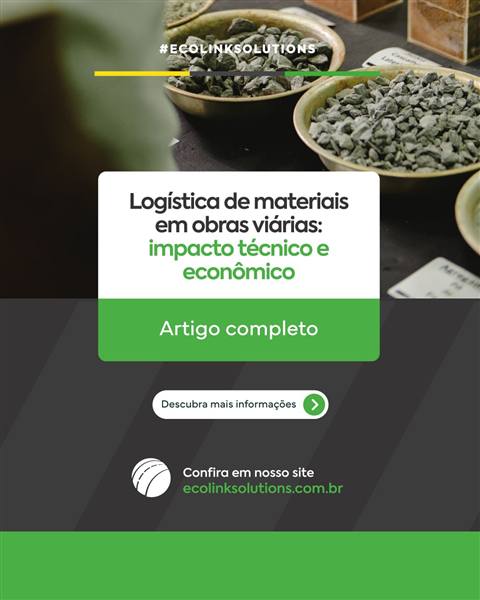 #ECOLINKSOLUTIONS
Logística de materiais
em obras viárias:
impacto técnico e
econômico
Artigo completo
Descubra mais informações
Confira em nosso site
ecolinksolutions.com.br